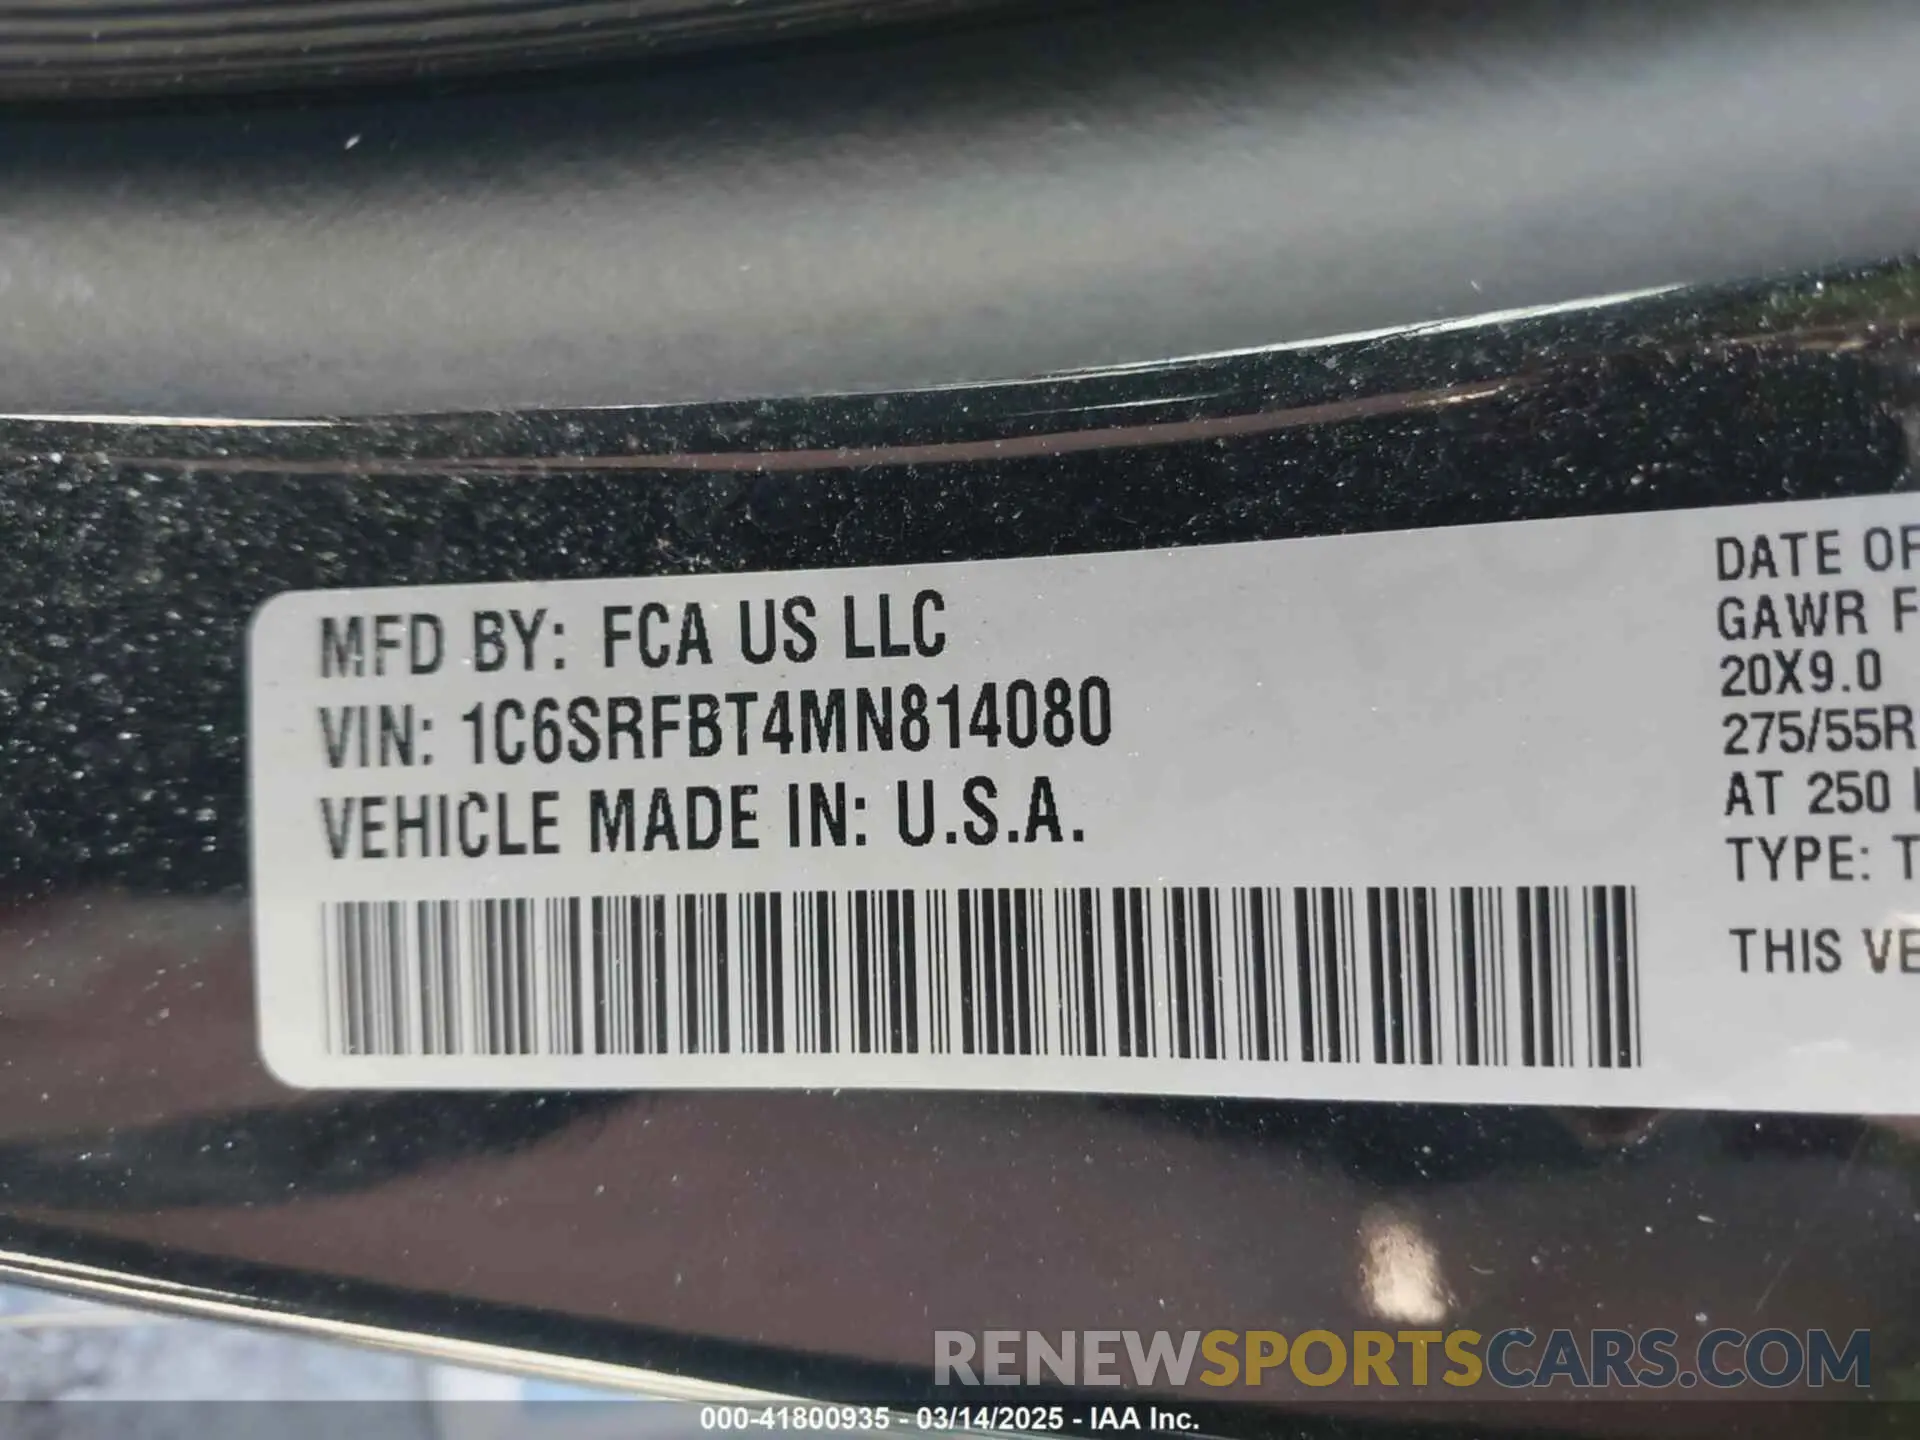 MFD BY: FCA US LLC
VIN: 1C6SRFBT4MN814080
VEHICLE MADE IN: U.S.A.
DATE OF
GAWR F
20X9.0
275/55R
AT 250
TYPE: T
THIS VE
RENEWSPORTSCARS.COM
000-41800935 - 03/14/2025 - IAA Inc.